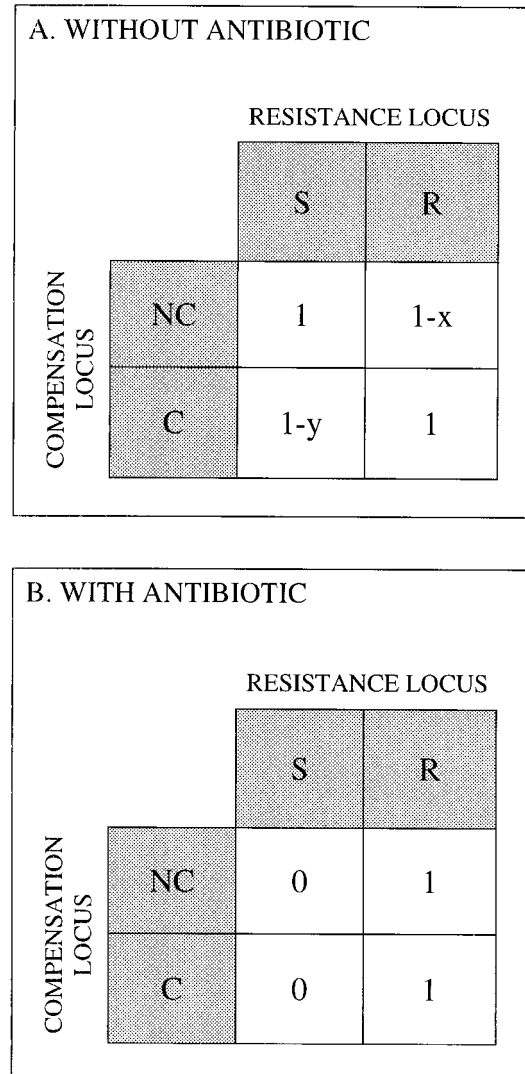 A. WITHOUT ANTIBIOTIC
RESISTANCE LOCUS
S R
COMPENSATION
LOCUS
NC 1 1-x
C 1-y 1
B. WITH ANTIBIOTIC
RESISTANCE LOCUS
S R
COMPENSATION
LOCUS
NC 0 1
C 0 1